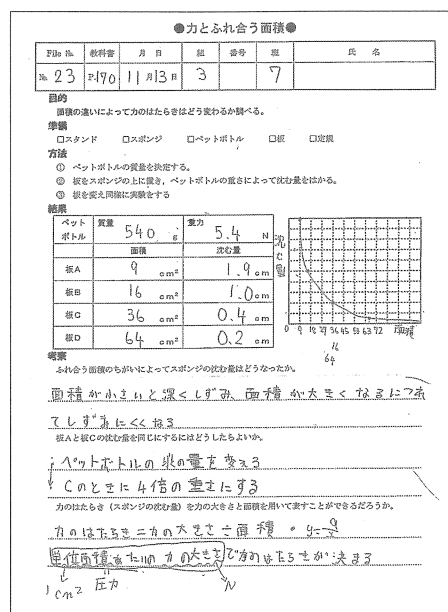 ●力とふれ合う面積●
File № 教科書 月 日 組 番号 班 氏 名
№ 23 P.170 11月13日 3 7
目的
面積の違いによって力のはたらきはどう変わるか調べる。
準備
□スタンド □スポンジ □ペットボトル □板 □定規
方法
① ペットボトルの質量を決定する。
② 板をスポンジの上に置き，ペットボトルの重さによって沈む量をはかる。
③ 板を変え同様に実験をする
結果
ペットボトル 質量 540 g 重力 5.4 N
面積 沈む量
板A 9 cm² 1.9 cm
板B 16 cm² 1.0 cm
板C 36 cm² 0.4 cm
板D 64 cm² 0.2 cm
沈む量
0 9 18 27 36 45 54 63 72 面積
16
64
考察
ふれ合う面積のちがいによってスポンジの沈む量はどうなったか。
面積が小さいと深くしずみ、面積が大きくなるにつれ
てしずみにくくなる
板Aと板Cの沈む量を同じにするにはどうしたらよいか。
ペットボトルの水の量を変える
Cのときに4倍の重さにする
力のはたらき（スポンジの沈む量）を力の大きさと面積を用いて表すことができるだろうか。
力のはたらき＝力の大きさ÷面積 ・y=a/x
単位面積あたりの力の大きさで力のはたらきが決まる
1cm² 圧力 N